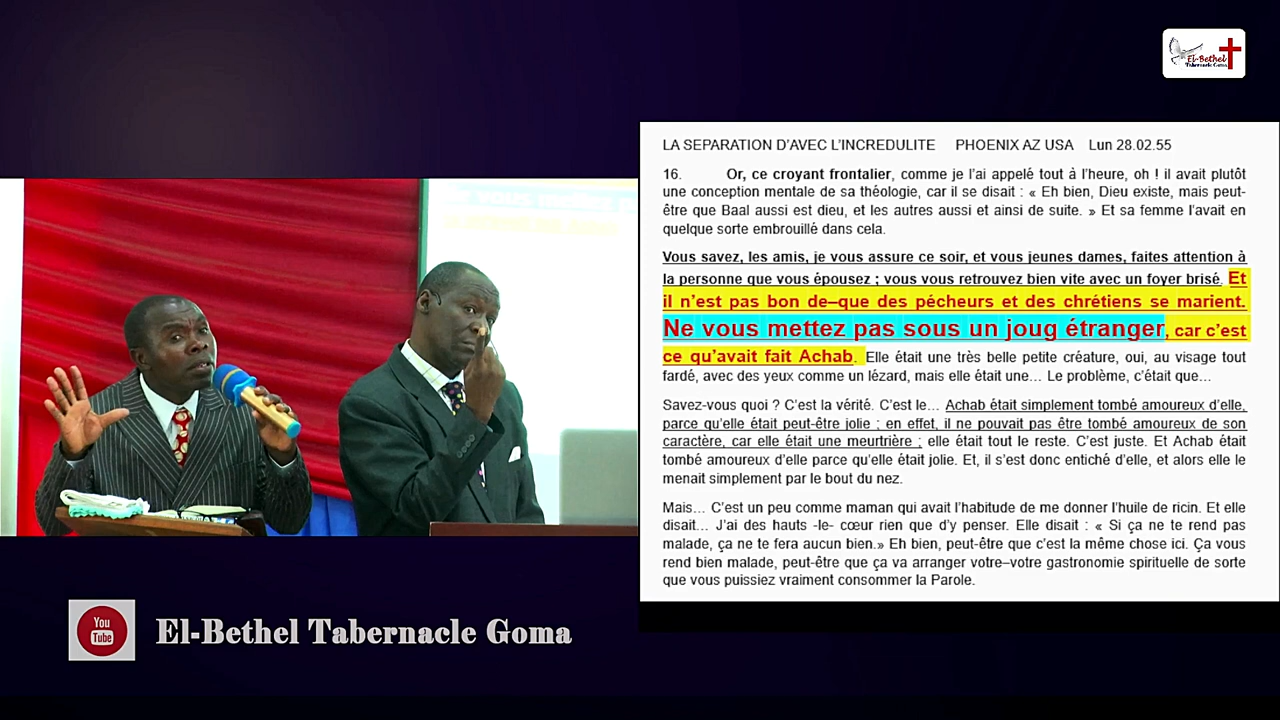 El-Bethel
Tabernacle Goma
LA SEPARATION D’AVEC L’INCREDULITE PHOENIX AZ USA Lun 28.02.55
16. Or, ce croyant frontalier, comme je l’ai appelé tout à l’heure, oh ! il avait plutôt
une conception mentale de sa théologie, car il se disait : « Eh bien, Dieu existe, mais peut-
être que Baal aussi est dieu, et les autres aussi et ainsi de suite. » Et sa femme l’avait en
quelque sorte embrouillé dans cela.
Vous savez, les amis, je vous assure ce soir, et vous jeunes dames, faites attention à
la personne que vous épousez ; vous vous retrouvez bien vite avec un foyer brisé. Et
il n’est pas bon de–que des pécheurs et des chrétiens se marient.
Ne vous mettez pas sous un joug étranger, car c’est
ce qu’avait fait Achab. Elle était une très belle petite créature, oui, au visage tout
fardé, avec des yeux comme un lézard, mais elle était une… Le problème, c’était que…
Savez-vous quoi ? C’est la vérité. C’est le… Achab était simplement tombé amoureux d’elle,
parce qu’elle était peut-être jolie ; en effet, il ne pouvait pas être tombé amoureux de son
caractère, car elle était une meurtrière ; elle était tout le reste. C’est juste. Et Achab était
tombé amoureux d’elle parce qu’elle était jolie. Et, il s’est donc entiché d’elle, et alors elle le
menait simplement par le bout du nez.
Mais… C’est un peu comme maman qui avait l’habitude de me donner l’huile de ricin. Et elle
disait… J’ai des hauts -le- cœur rien que d’y penser. Elle disait : « Si ça ne te rend pas
malade, ça ne te fera aucun bien.» Eh bien, peut-être que c’est la même chose ici. Ça vous
rend bien malade, peut-être que ça va arranger votre–votre gastronomie spirituelle de sorte
que vous puissiez vraiment consommer la Parole.
You
Tube
El-Bethel Tabernacle Goma